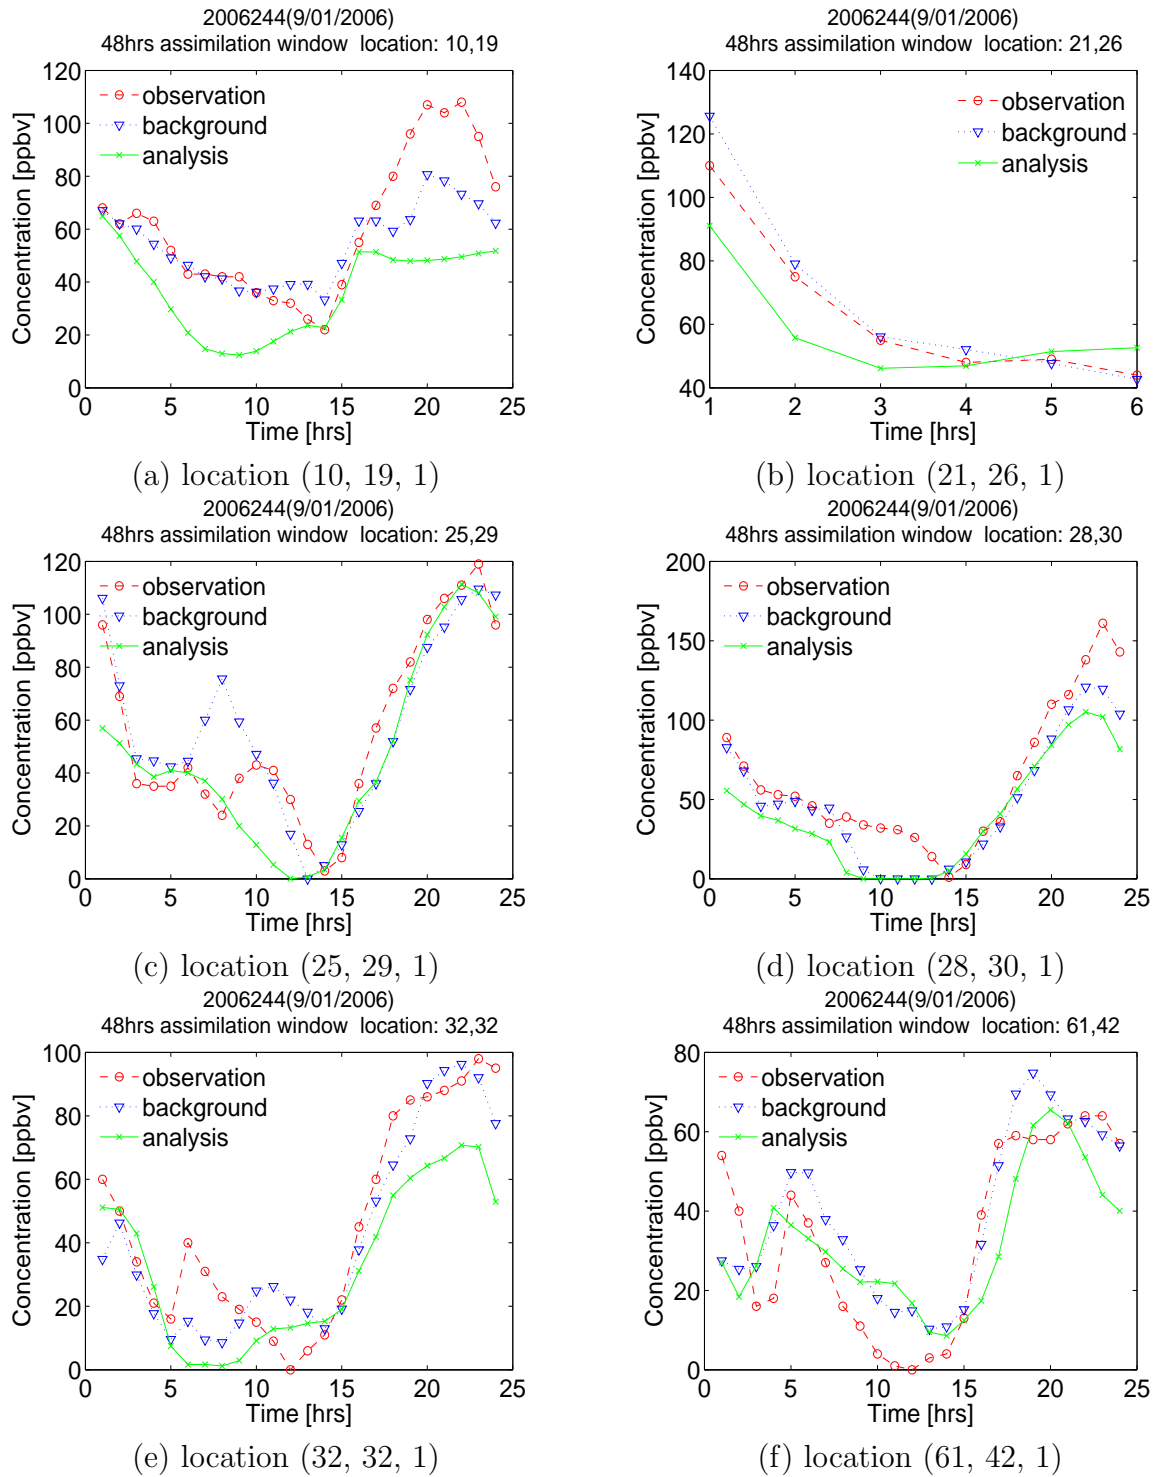 2006244(9/01/2006)
48hrs assimilation window location: 10,19
120
100
80
60
40
20
0
0 5 10 15 20 25
Concentration [ppbv]
Time [hrs]
observation
background
analysis
(a) location (10, 19, 1)
2006244(9/01/2006)
48hrs assimilation window location: 21,26
140
120
100
80
60
40
1 2 3 4 5 6
Concentration [ppbv]
Time [hrs]
observation
background
analysis
(b) location (21, 26, 1)
2006244(9/01/2006)
48hrs assimilation window location: 25,29
120
100
80
60
40
20
0
0 5 10 15 20 25
Concentration [ppbv]
Time [hrs]
observation
background
analysis
(c) location (25, 29, 1)
2006244(9/01/2006)
48hrs assimilation window location: 28,30
200
150
100
50
0
0 5 10 15 20 25
Concentration [ppbv]
Time [hrs]
observation
background
analysis
(d) location (28, 30, 1)
2006244(9/01/2006)
48hrs assimilation window location: 32,32
100
80
60
40
20
0
0 5 10 15 20 25
Concentration [ppbv]
Time [hrs]
observation
background
analysis
(e) location (32, 32, 1)
2006244(9/01/2006)
48hrs assimilation window location: 61,42
80
60
40
20
0
0 5 10 15 20 25
Concentration [ppbv]
Time [hrs]
observation
background
analysis
(f) location (61, 42, 1)